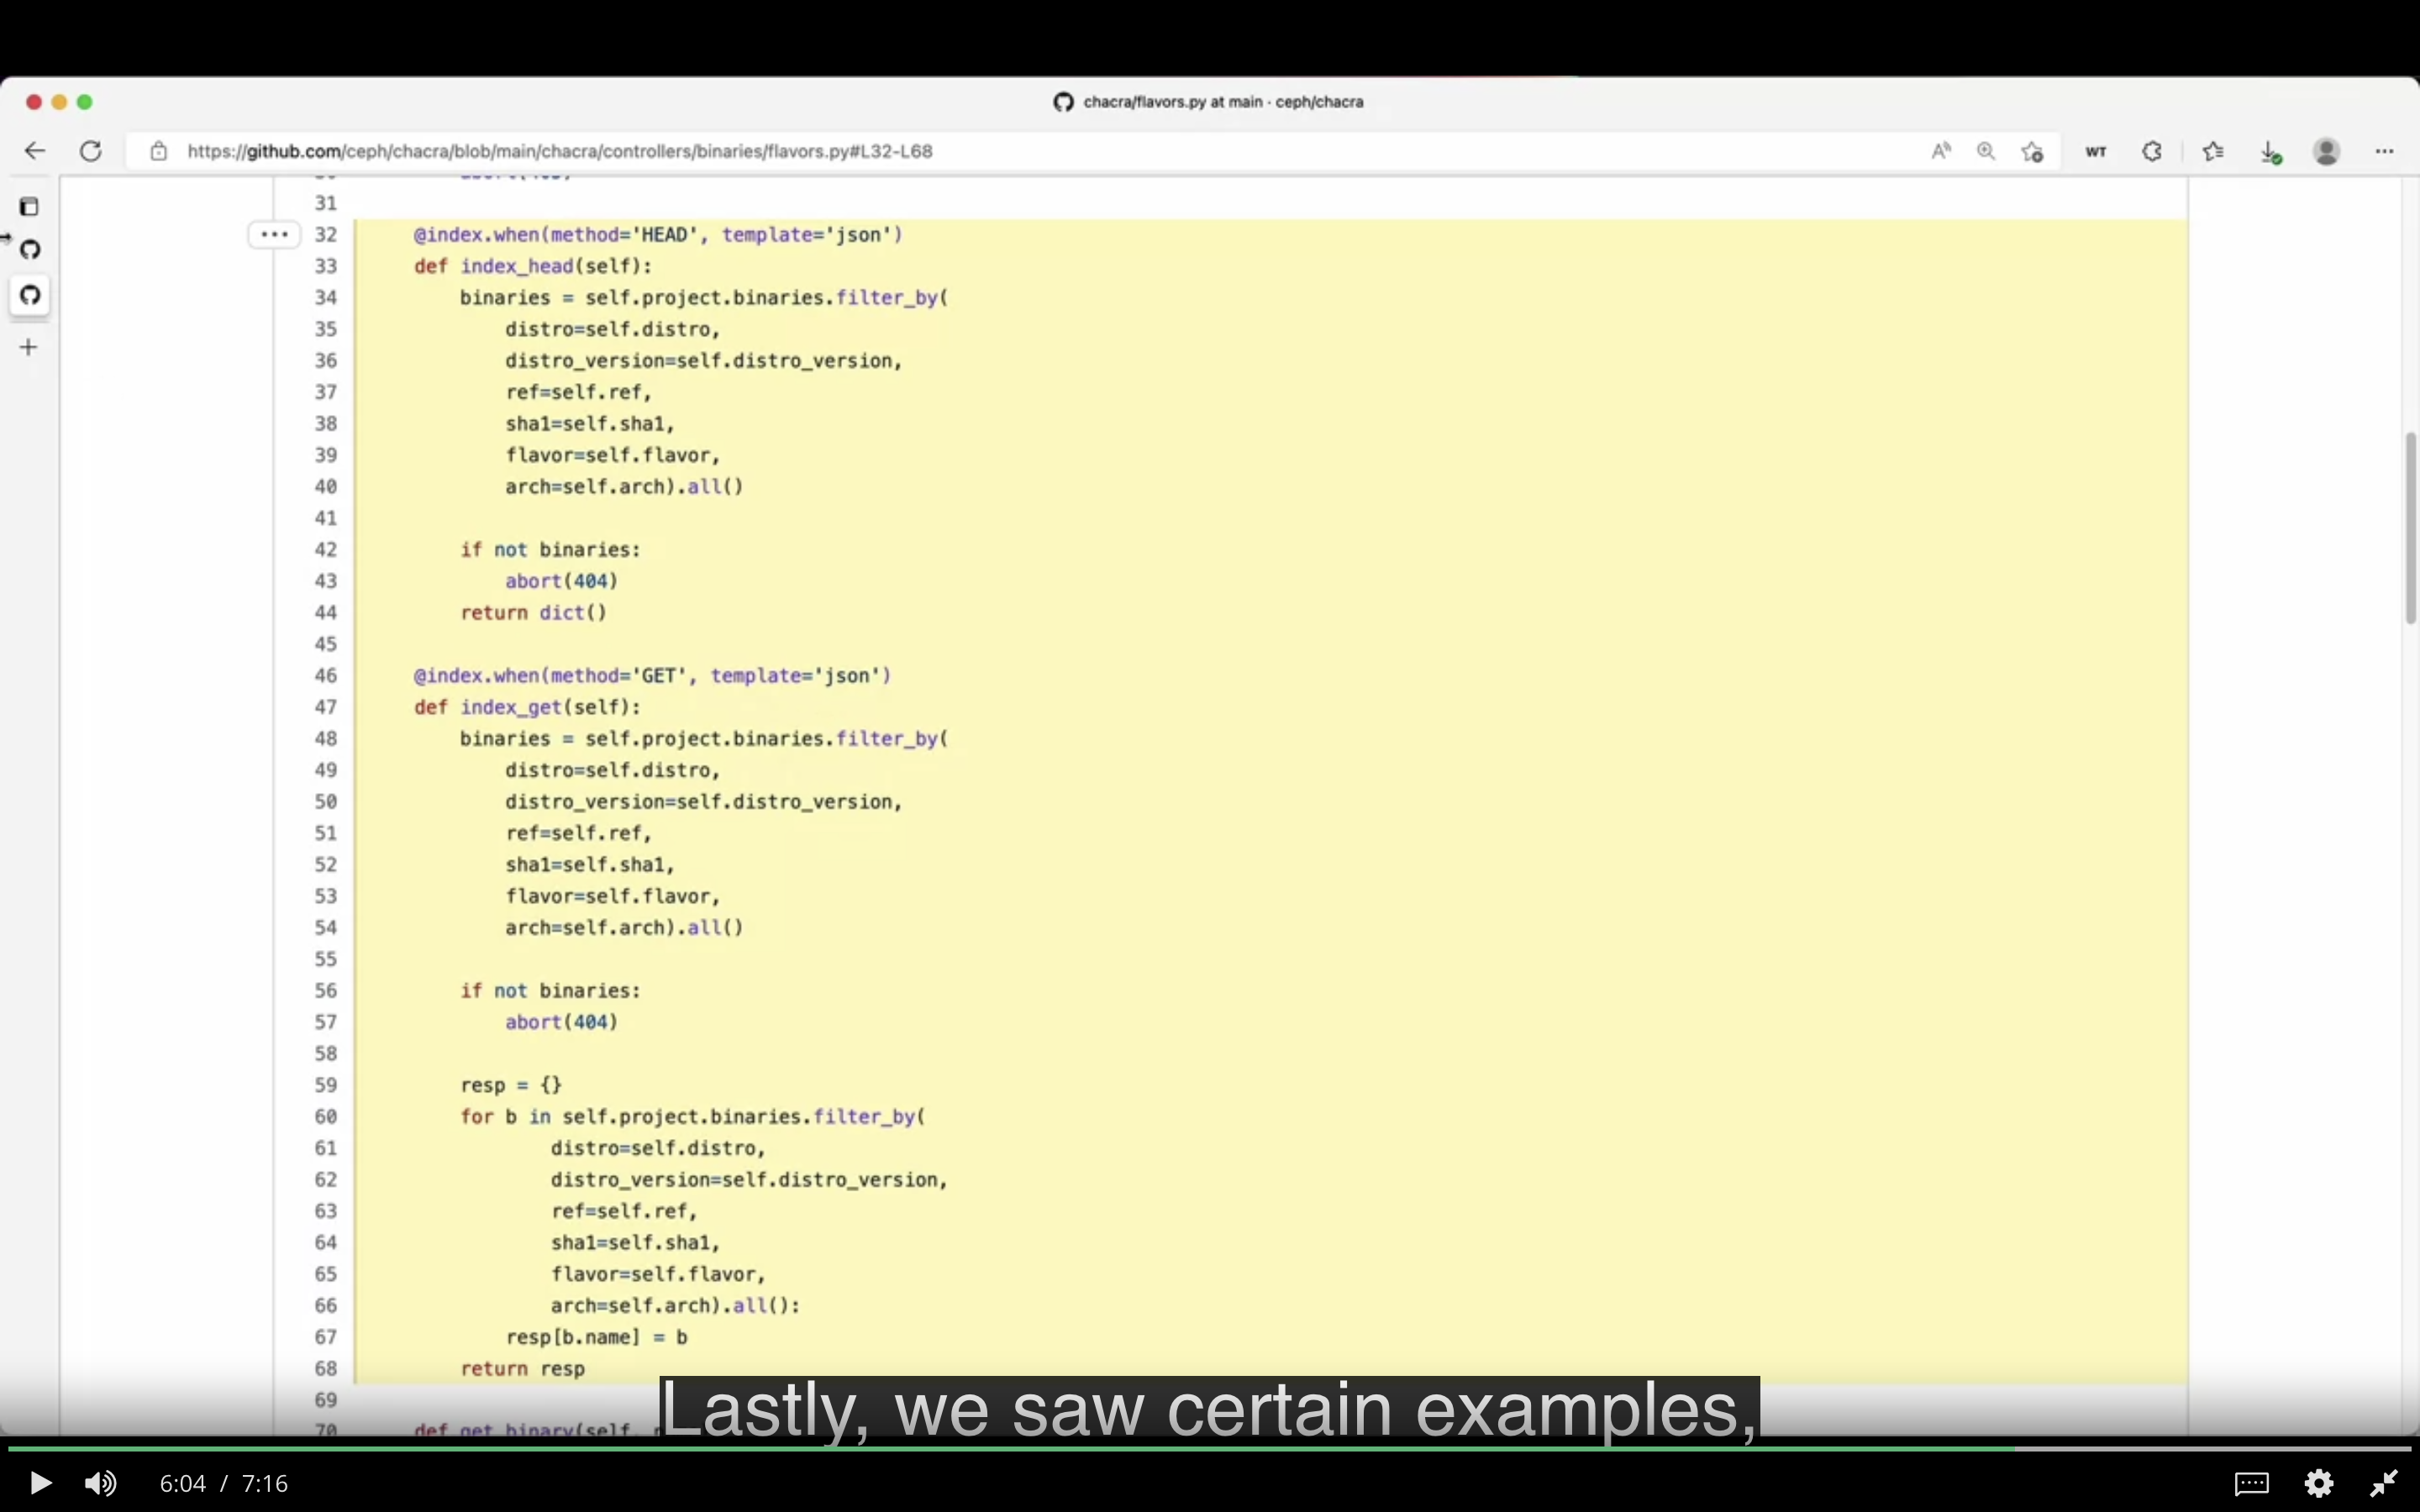 chacra/flavors.py at main · ceph/chacra
https://github.com/ceph/chacra/blob/main/chacra/controllers/binaries/flavors.py#L32-L68
WT
31
32 @index.when(method='HEAD', template='json')
33 def index_head(self):
34 binaries = self.project.binaries.filter_by(
35 distro=self.distro,
36 distro_version=self.distro_version,
37 ref=self.ref,
38 sha1=self.sha1,
39 flavor=self.flavor,
40 arch=self.arch).all()
41
42 if not binaries:
43 abort(404)
44 return dict()
45
46 @index.when(method='GET', template='json')
47 def index_get(self):
48 binaries = self.project.binaries.filter_by(
49 distro=self.distro,
50 distro_version=self.distro_version,
51 ref=self.ref,
52 sha1=self.sha1,
53 flavor=self.flavor,
54 arch=self.arch).all()
55
56 if not binaries:
57 abort(404)
58
59 resp = {}
60 for b in self.project.binaries.filter_by(
61 distro=self.distro,
62 distro_version=self.distro_version,
63 ref=self.ref,
64 sha1=self.sha1,
65 flavor=self.flavor,
66 arch=self.arch).all():
67 resp[b.name] = b
68 return resp
69
70 def get_binary(self,
Lastly, we saw certain examples,
6:04 / 7:16